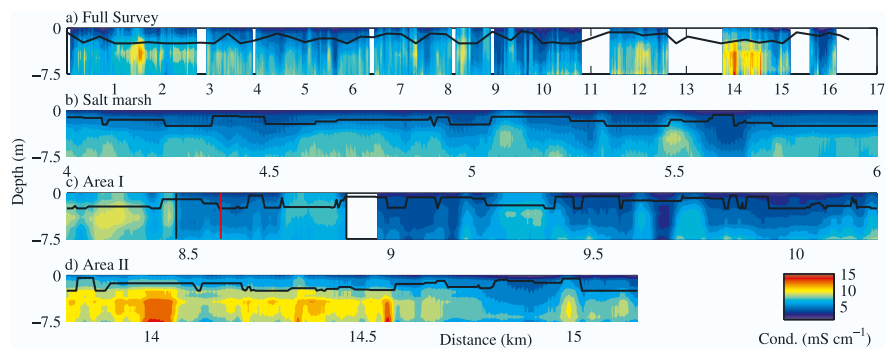 a) Full Survey
0
−7.5
1 2 3 4 5 6 7 8 9 10 11 12 13 14 15 16 17
b) Salt marsh
0
−7.5
4 4.5 5 5.5 6
Depth (m)
c) Area I
0
−7.5
8.5 9 9.5 10
d) Area II
0
−7.5
14 14.5 15
Distance (km)
15
10
5
Cond. (mS cm⁻¹)